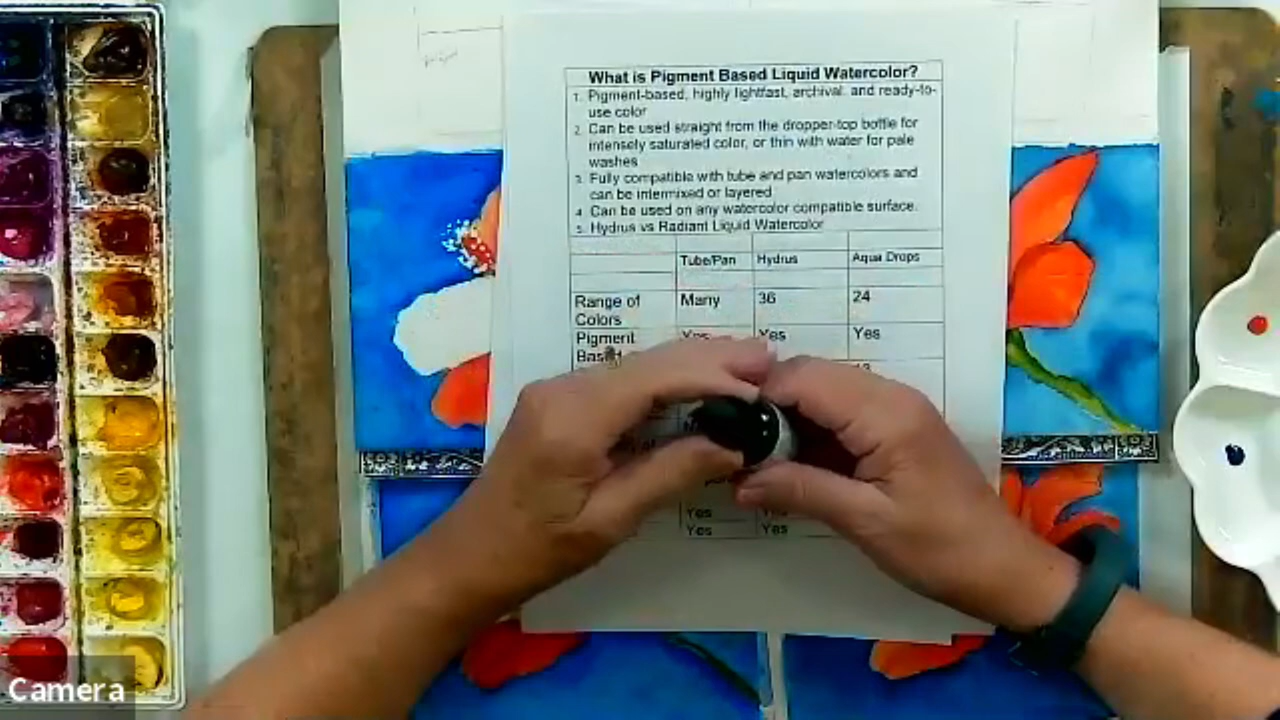 What is Pigment Based Liquid Watercolor?
1. Pigment-based, highly lightfast, archival, and ready-to-
use color
2. Can be used straight from the dropper-top bottle for
intensely saturated color, or thin with water for pale
washes
3. Fully compatible with tube and pan watercolors and
can be intermixed or layered
4. Can be used on any watercolor compatible surface.
5. Hydrus vs Radiant Liquid Watercolor
Tube/Pan Hydrus Aqua Drops
Range of Many 36 24
Colors
Pigment Yes Yes Yes
Based
Yes Yes
Yes Yes
Camera